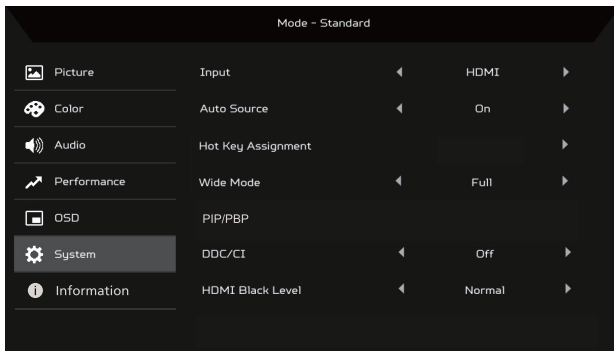 Mode - Standard
Picture
Input HDMI
Color
Auto Source On
Audio
Hot Key Assignment
Performance
Wide Mode Full
OSD
PIP/PBP
System
DDC/CI Off
Information
HDMI Black Level Normal